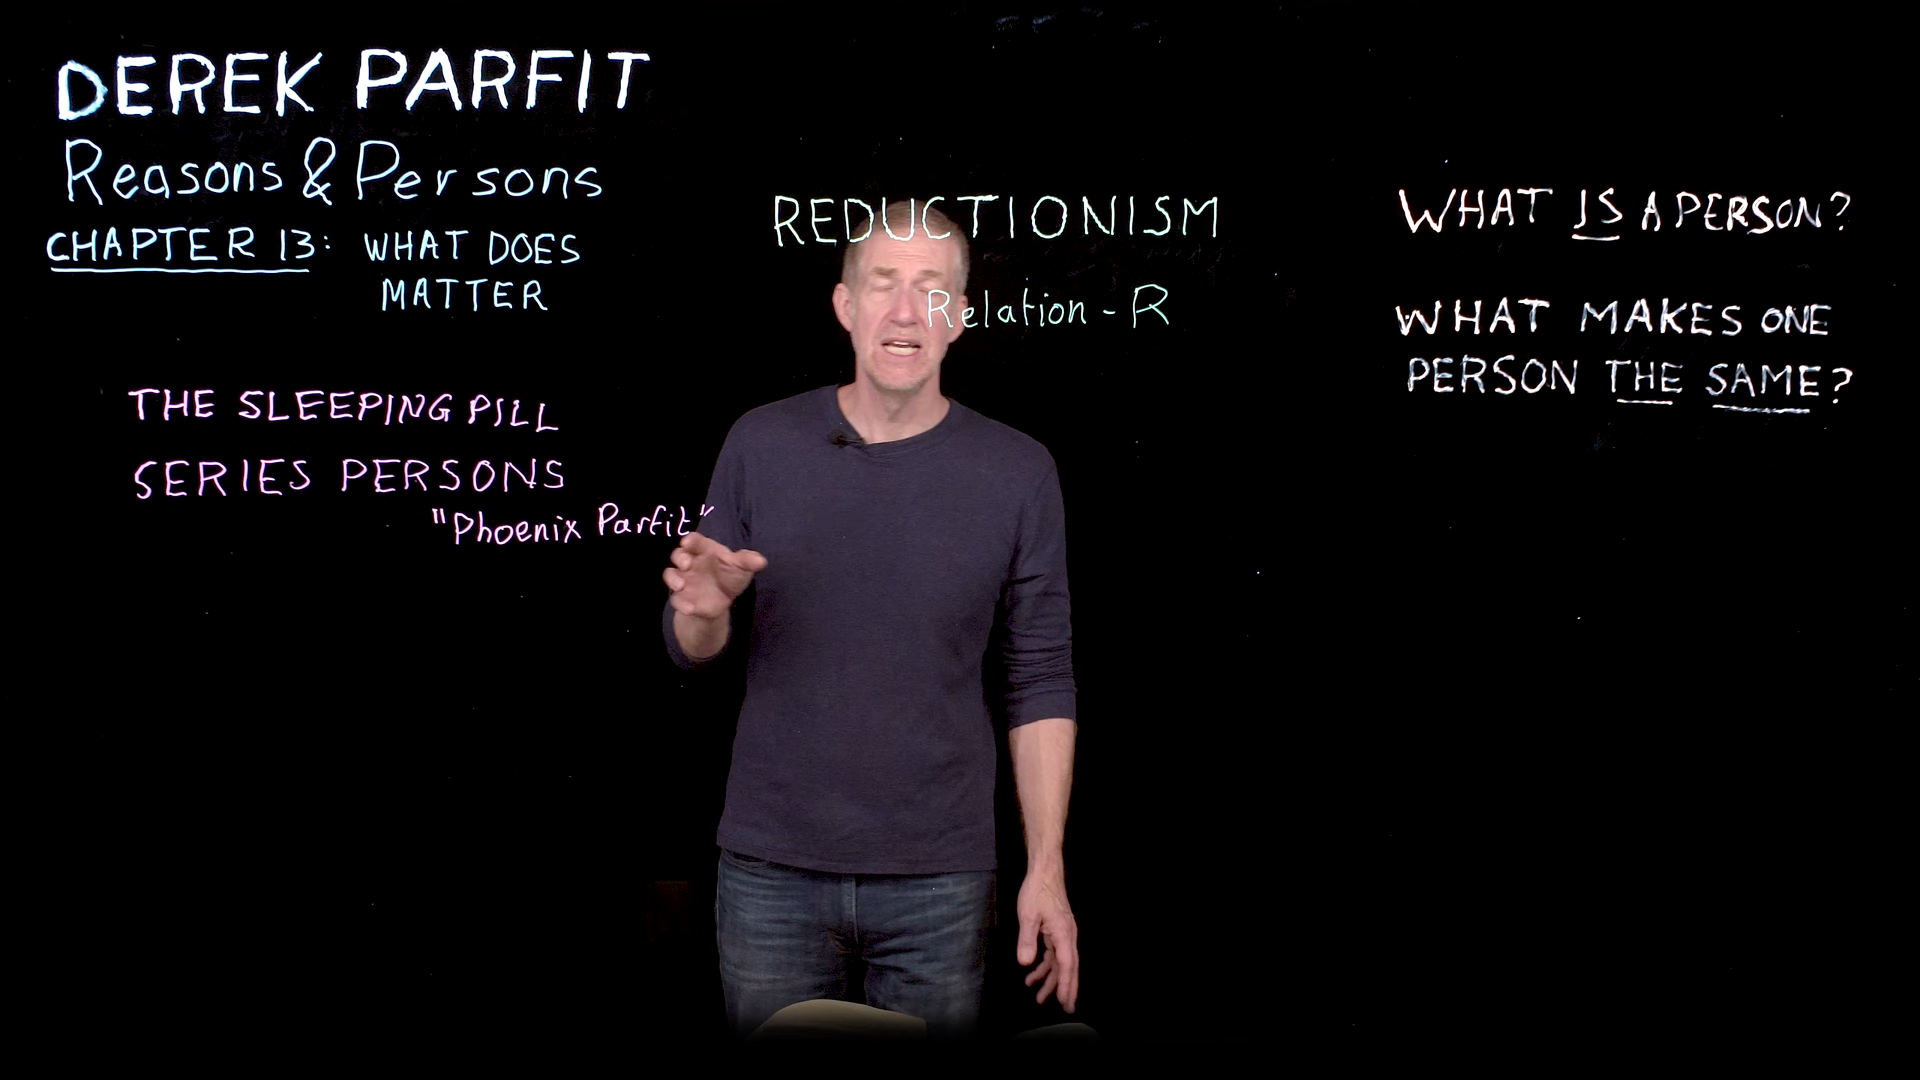 DEREK PARFIT
Reasons & Persons
CHAPTER 13: WHAT DOES
MATTER
THE SLEEPING PILL
SERIES PERSONS
"Phoenix Parfit"
REDUCTIONISM
Relation-R
WHAT IS A PERSON?
WHAT MAKES ONE
PERSON THE SAME?